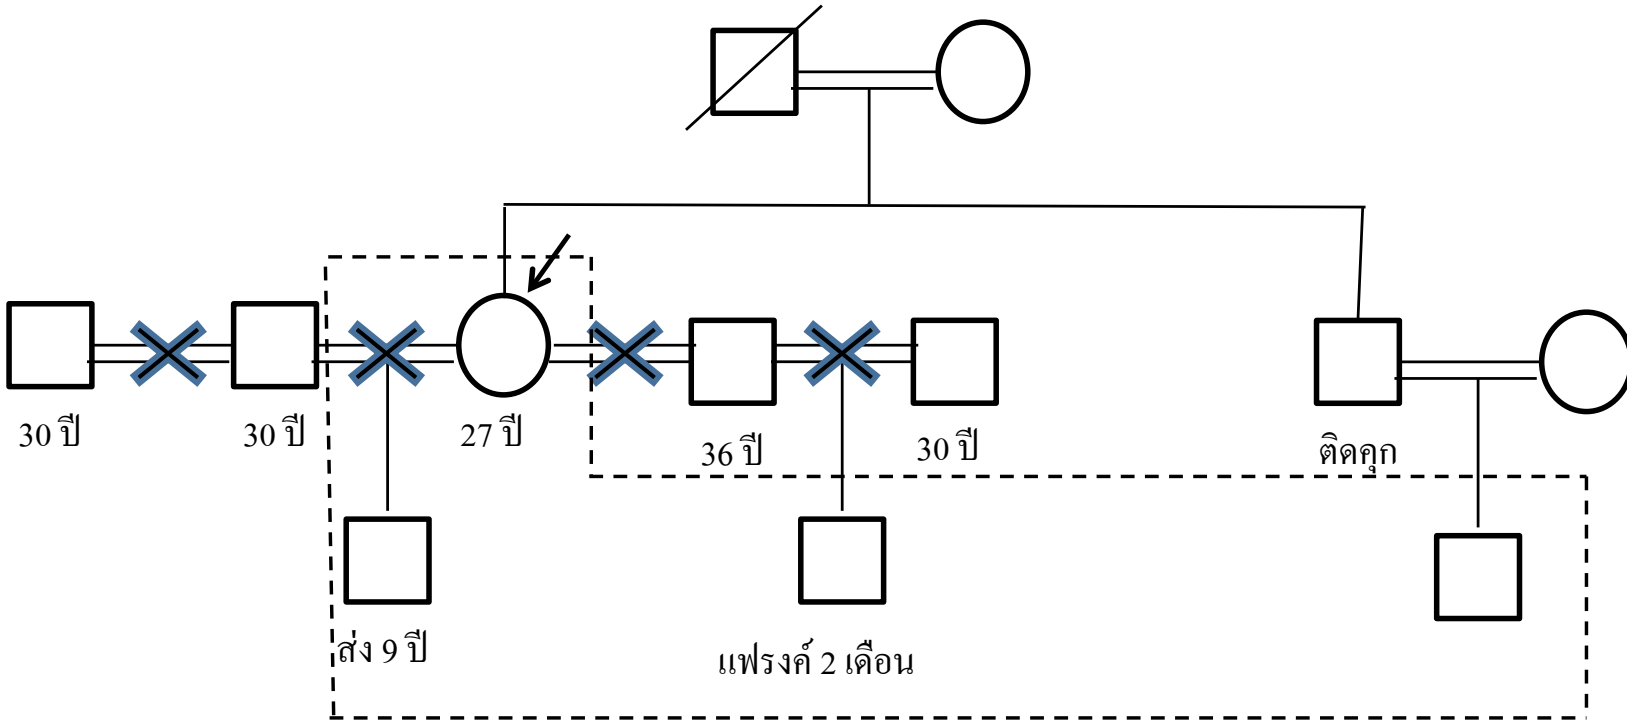 30 ปี
30 ปี
27 ปี
36 ปี
30 ปี
ติดคุก
ส่ง 9 ปี
แฟรงค์ 2 เดือน